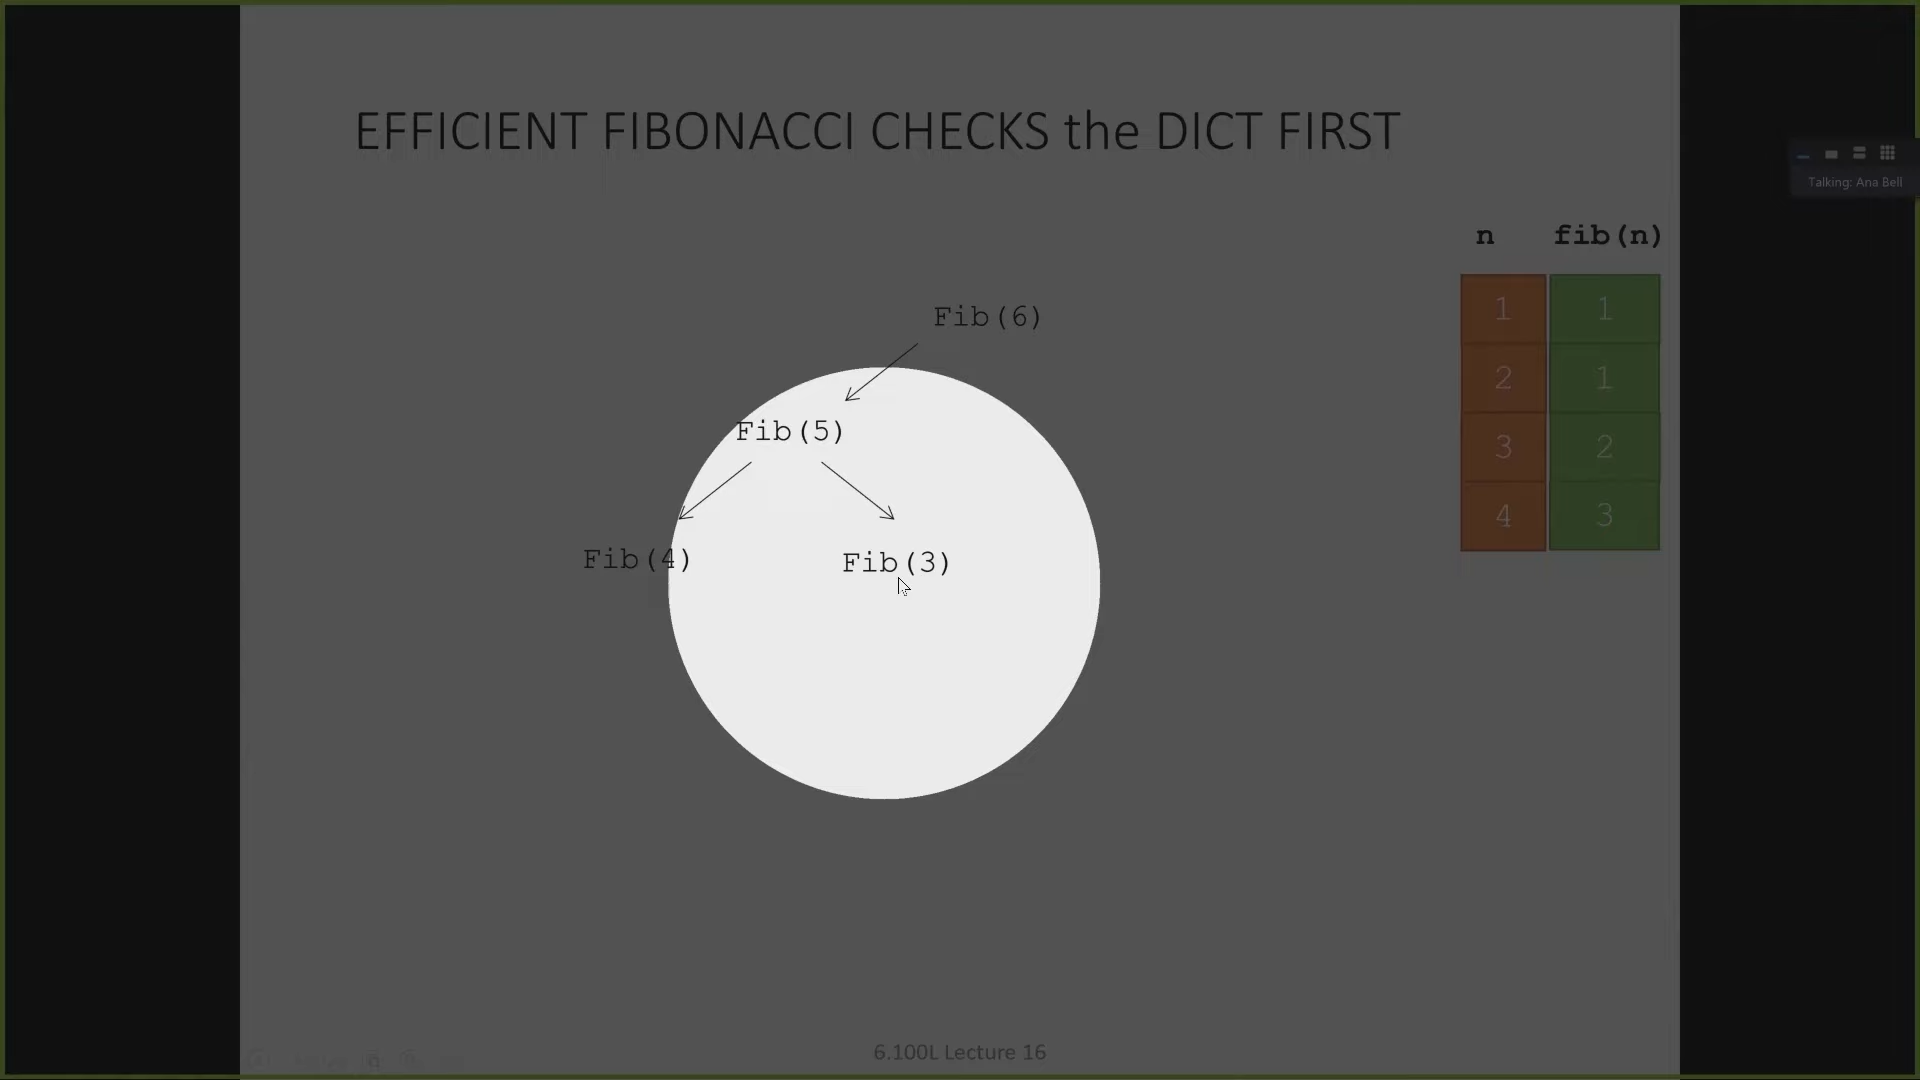 EFFICIENT FIBONACCI CHECKS the DICT FIRST
Talking: Ana Bell
n fib(n)
Fib(6)
1 1
2 1
Fib(5)
3 2
4 3
Fib(4) Fib(3)
6.100L Lecture 16